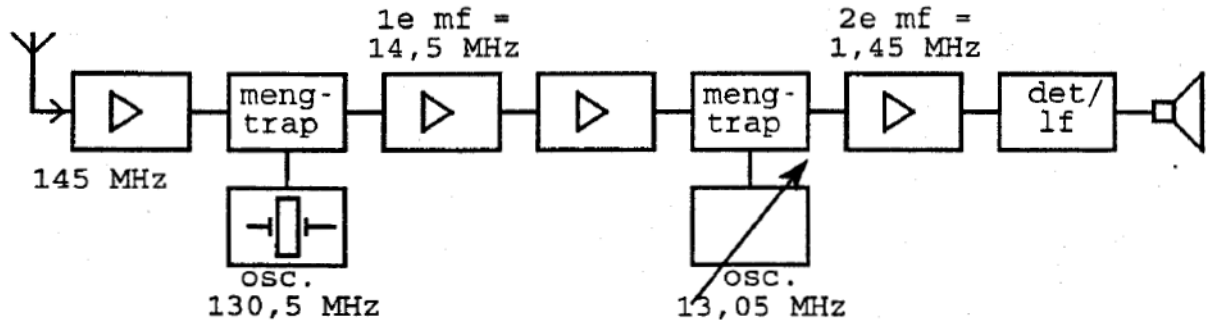 1e mf =
14,5 MHz
2e mf =
1,45 MHz
meng-
trap
meng-
trap
det/
lf
145 MHz
osc.
130,5 MHz
osc.
13,05 MHz